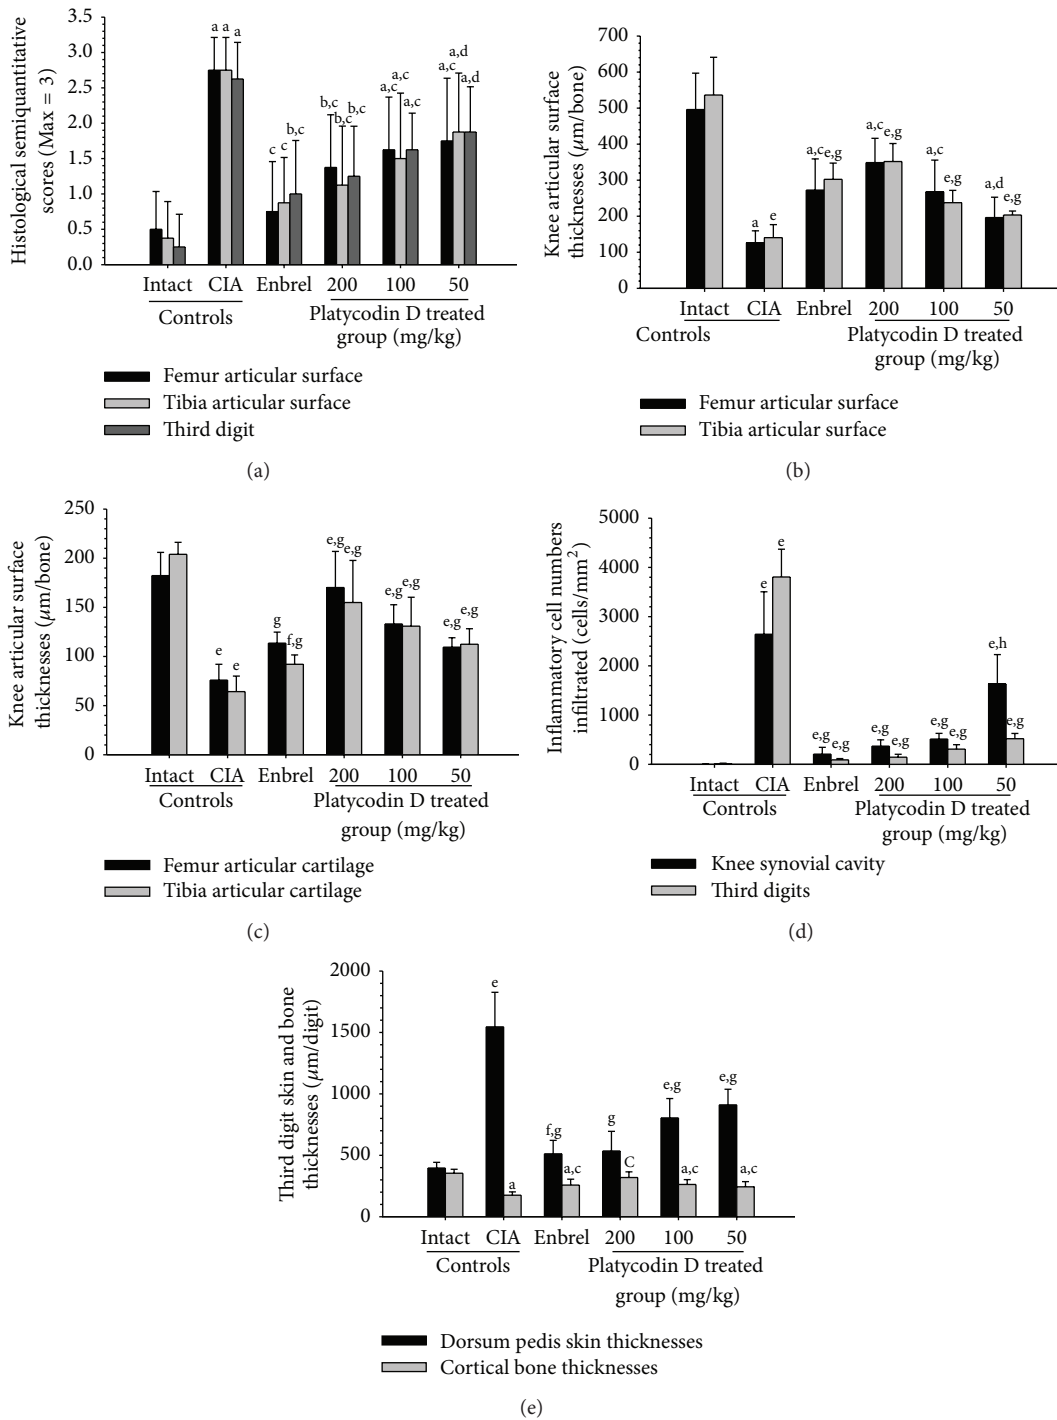 Histological semiquantitative
scores (Max = 3)
3.5
3.0
2.5
2.0
1.5
1.0
0.5
0.0
a a a
c c b,c
b,c b,c b,c
a,c a,c a,c
a,c a,d a,d
Intact CIA Enbrel 200 100 50
Controls Platycodin D treated
group (mg/kg)
Femur articular surface
Tibia articular surface
Third digit
(a)
Knee articular surface
thicknesses (μm/bone)
700
600
500
400
300
200
100
0
a e
a,c e,g
a,c e,g
a,c e,g
a,d e,g
Intact CIA Enbrel 200 100 50
Controls Platycodin D treated
group (mg/kg)
Femur articular surface
Tibia articular surface
(b)
Knee articular surface
thicknesses (μm/bone)
250
200
150
100
50
0
e e
g f,g
e,g e,g
e,g e,g
e,g e,g
Intact CIA Enbrel 200 100 50
Controls Platycodin D treated
group (mg/kg)
Femur articular cartilage
Tibia articular cartilage
(c)
Inflammatory cell numbers
infiltrated (cells/mm²)
5000
4000
3000
2000
1000
0
e e
e,g e,g
e,g e,g
e,g e,g
e,h e,g
Intact CIA Enbrel 200 100 50
Controls Platycodin D treated
group (mg/kg)
Knee synovial cavity
Third digits
(d)
Third digit skin and bone
thicknesses (μm/digit)
2000
1500
1000
500
0
e a
f,g a,c
g C
e,g a,c
e,g a,c
Intact CIA Enbrel 200 100 50
Controls Platycodin D treated
group (mg/kg)
Dorsum pedis skin thicknesses
Cortical bone thicknesses
(e)